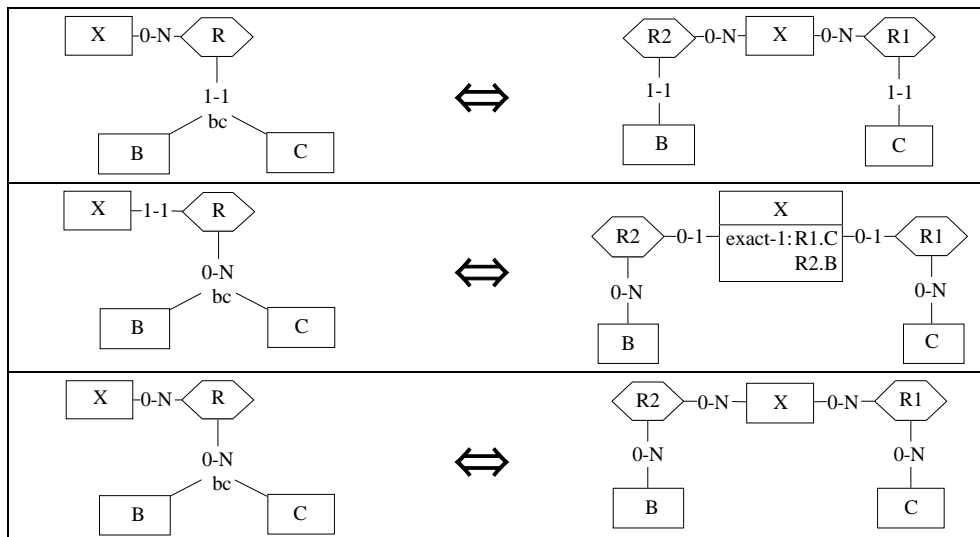 X 0-N R
1-1
bc
B C
R2 0-N X 0-N R1
1-1 1-1
B C
X 1-1 R
0-N
bc
B C
X
R2 0-1 exact-1: R1.C 0-1 R1
R2.B
0-N 0-N
B C
X 0-N R
0-N
bc
B C
R2 0-N X 0-N R1
0-N 0-N
B C